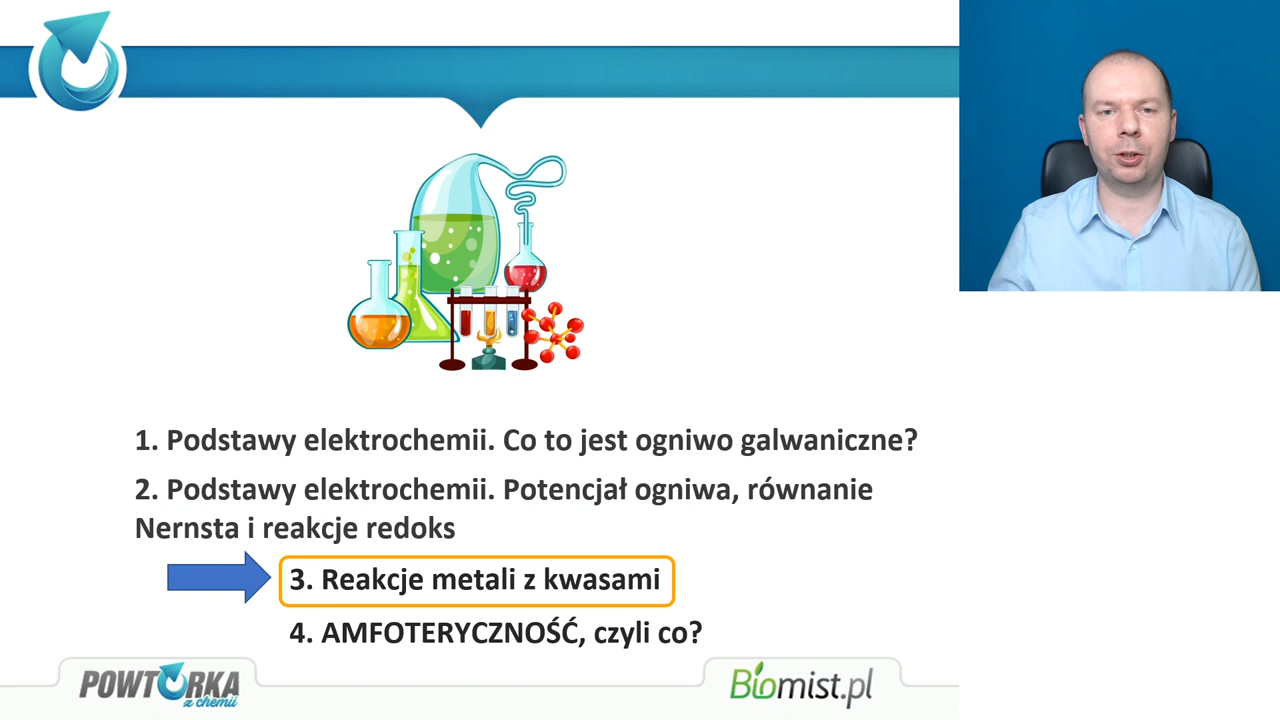 1. Podstawy elektrochemii. Co to jest ogniwo galwaniczne?
2. Podstawy elektrochemii. Potencjał ogniwa, równanie
Nernsta i reakcje redoks
3. Reakcje metali z kwasami
4. AMFOTERYCZNOŚĆ, czyli co?
POWTÓRKA
z chemii
Biomist.pl